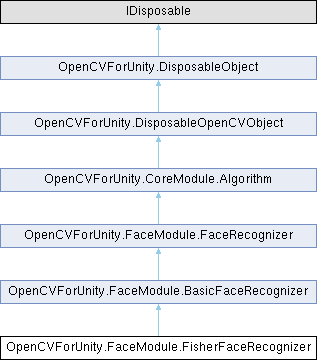 IDisposable
OpenCVForUnity.DisposableObject
OpenCVForUnity.DisposableOpenCVObject
OpenCVForUnity.CoreModule.Algorithm
OpenCVForUnity.FaceModule.FaceRecognizer
OpenCVForUnity.FaceModule.BasicFaceRecognizer
OpenCVForUnity.FaceModule.FisherFaceRecognizer